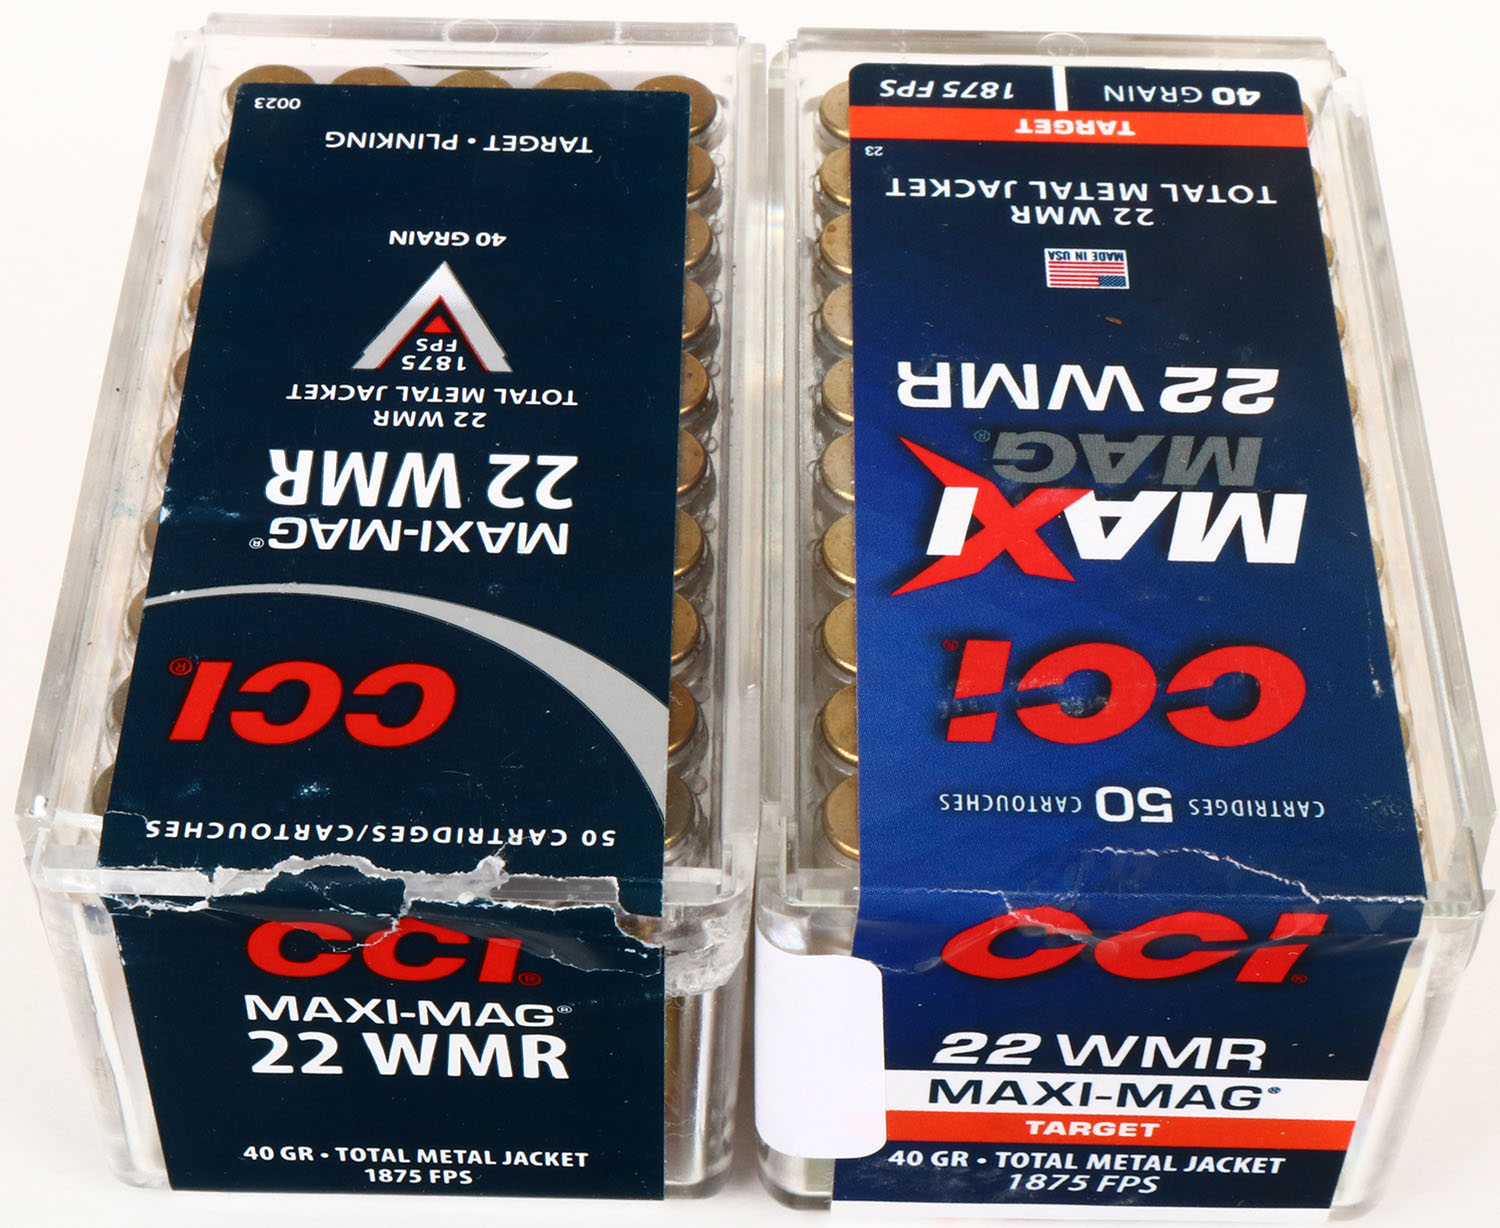 50 CARTRIDGES/CARTOUCHES
CCI®
MAXI-MAG®
22 WMR
22 WMR
TOTAL METAL JACKET
1875
FPS
40 GRAIN
TARGET • PLINKING
0023
CCI®
MAXI-MAG®
22 WMR
40 GR • TOTAL METAL JACKET
1875 FPS
CARTRIDGES 50 CARTOUCHES
CCI®
MAXI
MAG®
22 WMR
MADE IN USA
22 WMR
TOTAL METAL JACKET
23
TARGET
40 GRAIN 1875 FPS
CCI®
22 WMR
MAXI-MAG®
TARGET
40 GR • TOTAL METAL JACKET
1875 FPS